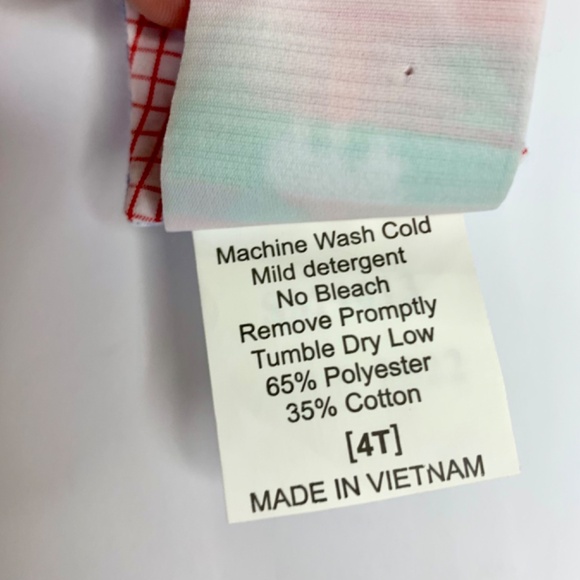 Machine Wash Cold
Mild detergent
No Bleach
Remove Promptly
Tumble Dry Low
65% Polyester
35% Cotton
[4T]
MADE IN VIETNAM